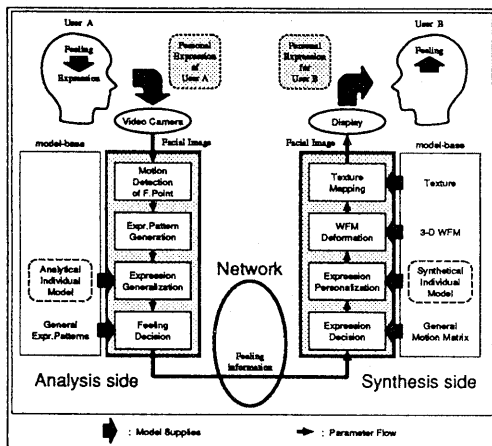 User A
Feeling
Expression
Personal
Expression
of
User A
Personal
Expression
for
User B
User B
Feeling
Video Camera
Display
Facial Image
Facial Image
model-base
model-base
Motion
Detection
of F.Point
Expr.Pattern
Generation
Expression
Generalization
Feeling
Decision
Analytical
Individual
Model
General
Expr.Patterns
Network
Feeling
Information
Texture
Mapping
WFM
Deformation
Expression
Personalization
Expression
Decision
Texture
3-D WFM
Synthetical
Individual
Model
General
Motion Matrix
Analysis side
Synthesis side
: Model Supplies
: Parameter Flow